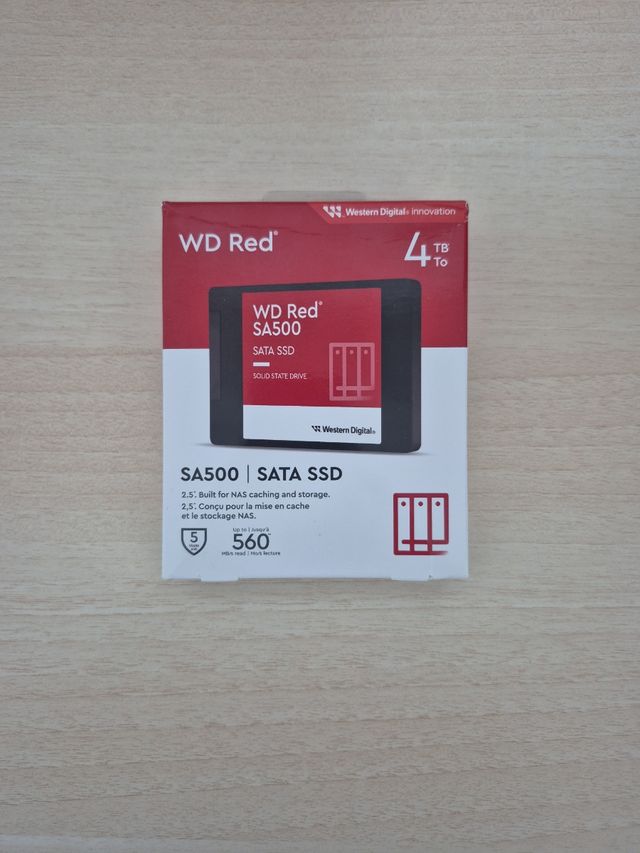 Western Digital® innovation
WD Red®
4 TB
To
WD Red®
SA500
SATA SSD
SOLID STATE DRIVE
Western Digital®
SA500 | SATA SSD
2.5". Built for NAS caching and storage.
2,5". Conçu pour la mise en cache
et le stockage NAS.
5
Up to | Jusqu'à
560
MB/s read | Mo/s lecture